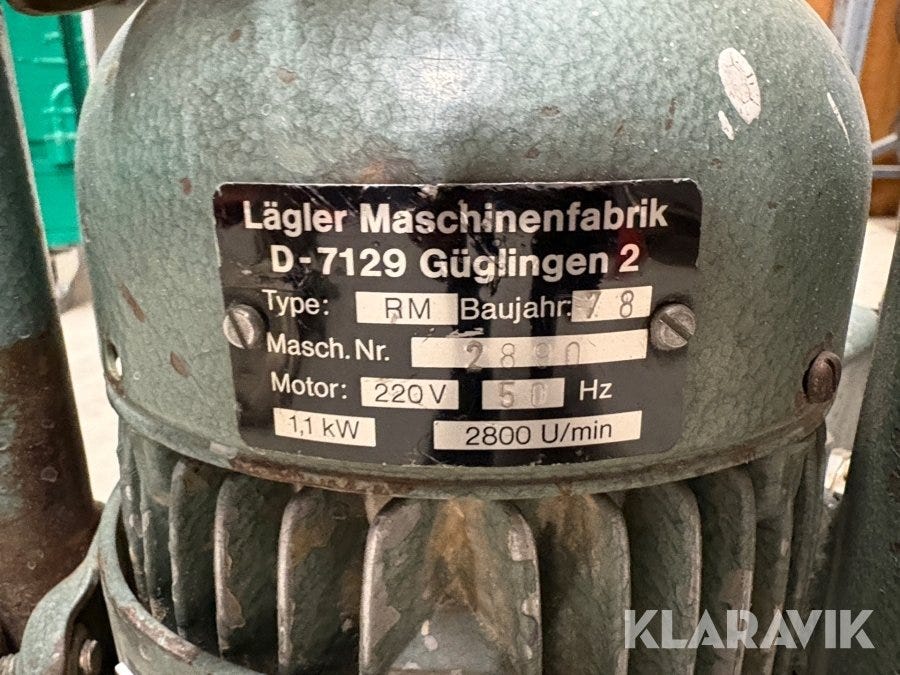 Lägler Maschinenfabrik
D-7129 Güglingen 2
Type: RM Baujahr: 78
Masch.Nr. 2890
Motor: 220V 50 Hz
1,1 kW 2800 U/min
KLARAVIK